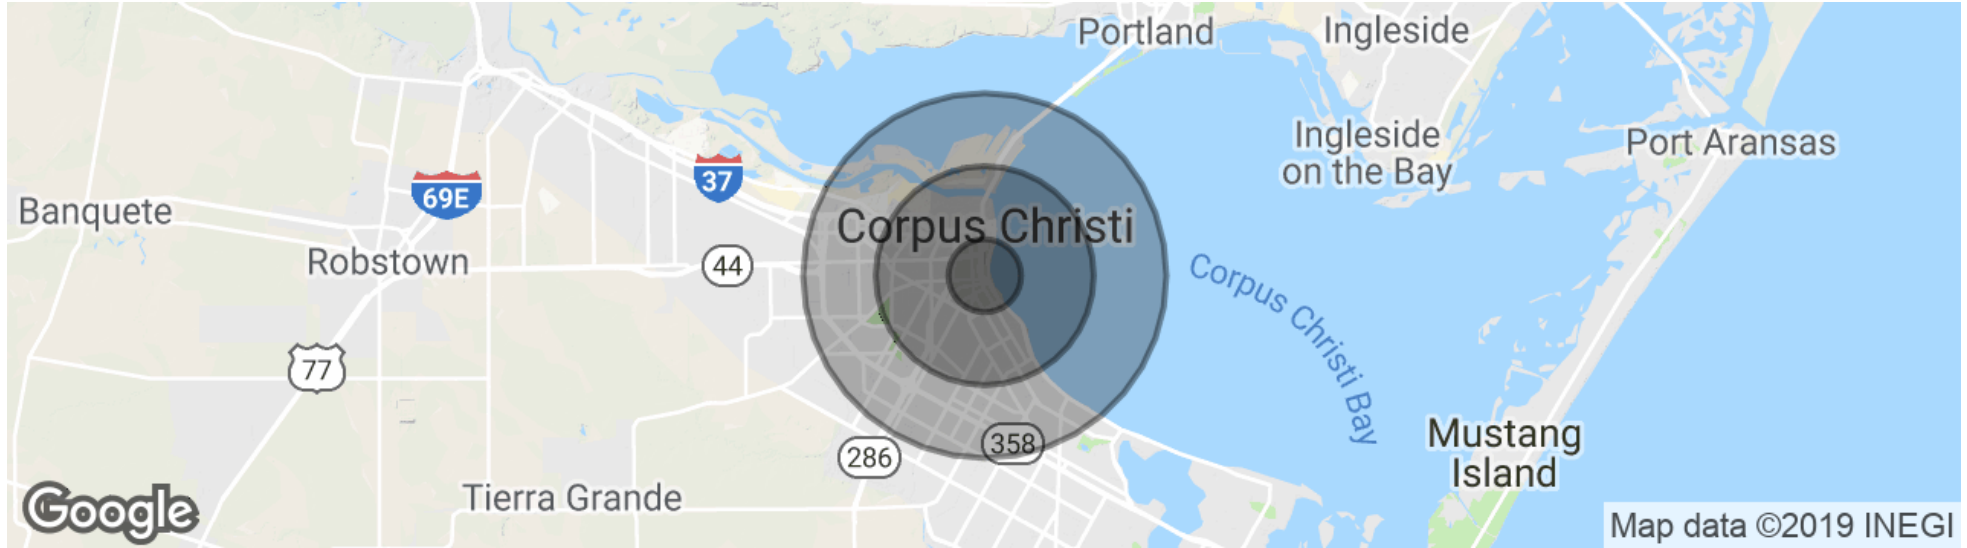 Portland
Ingleside
Ingleside
on the Bay
Port Aransas
37
69E
Banquete
Corpus Christi
Robstown
44
Corpus Christi Bay
77
Mustang
Island
358
286
Tierra Grande
Google
Map data ©2019 INEGI